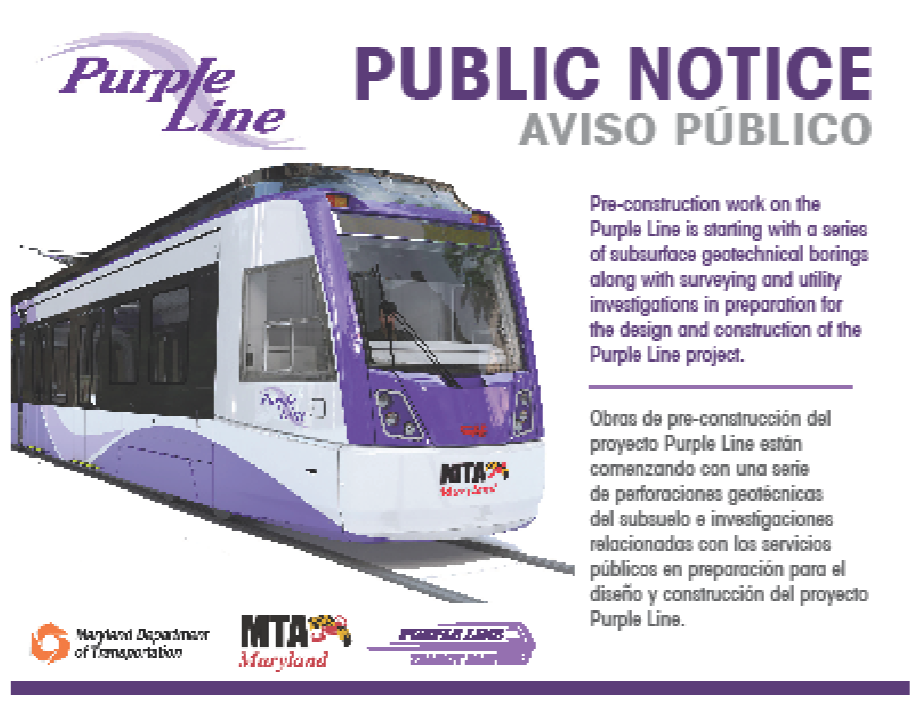 Purple
Line
PUBLIC NOTICE
AVISO PÚBLICO
Pre-construction work on the
Purple Line is starting with a series
of subsurface geotechnical borings
along with surveying and utility
investigations in preparation for
the design and construction of the
Purple Line project.
Obras de pre-construcción del
proyecto Purple Line están
comenzando con una serie
de perforaciones geotécnicas
del subsuelo e investigaciones
relacionadas con los servicios
públicos en preparación para el
diseño y construcción del proyecto
Purple Line.
Purple
Line
MTA
Maryland
Maryland Department
of Transportation
MTA
Maryland
PURPLE LINE